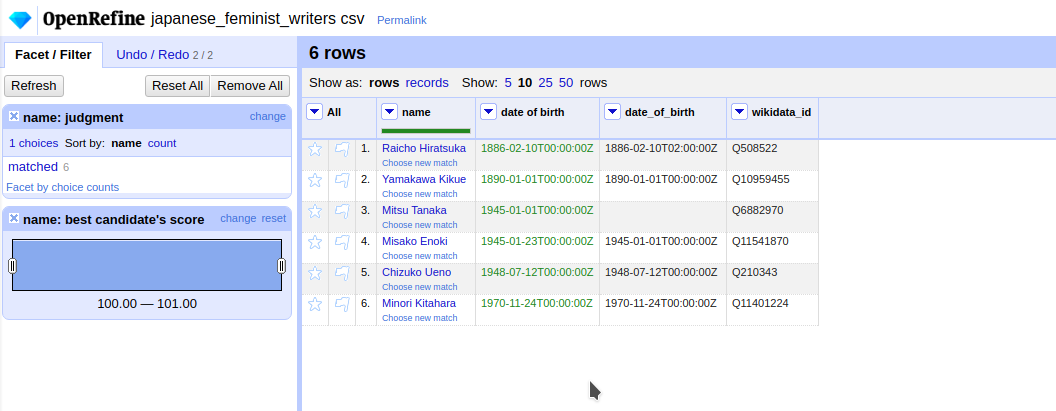 OpenRefine japanese_feminist_writers csv Permalink
Facet / Filter Undo / Redo 2 / 2
6 rows
Refresh Reset All Remove All
Show as: rows records Show: 5 10 25 50 rows
name: judgment change
1 choices Sort by: name count
matched 6
Facet by choice counts
name: best candidate's score change reset
100.00 — 101.00
All name date of birth date_of_birth wikidata_id
1. Raicho Hiratsuka 1886-02-10T00:00:00Z 1886-02-10T02:00:00Z Q508522
Choose new match
2. Yamakawa Kikue 1890-01-01T00:00:00Z 1890-01-01T00:00:00Z Q10959455
Choose new match
3. Mitsu Tanaka 1945-01-01T00:00:00Z Q6882970
Choose new match
4. Misako Enoki 1945-01-23T00:00:00Z 1945-01-01T00:00:00Z Q11541870
Choose new match
5. Chizuko Ueno 1948-07-12T00:00:00Z 1948-07-12T00:00:00Z Q210343
Choose new match
6. Minori Kitahara 1970-11-24T00:00:00Z 1970-11-24T00:00:00Z Q11401224
Choose new match